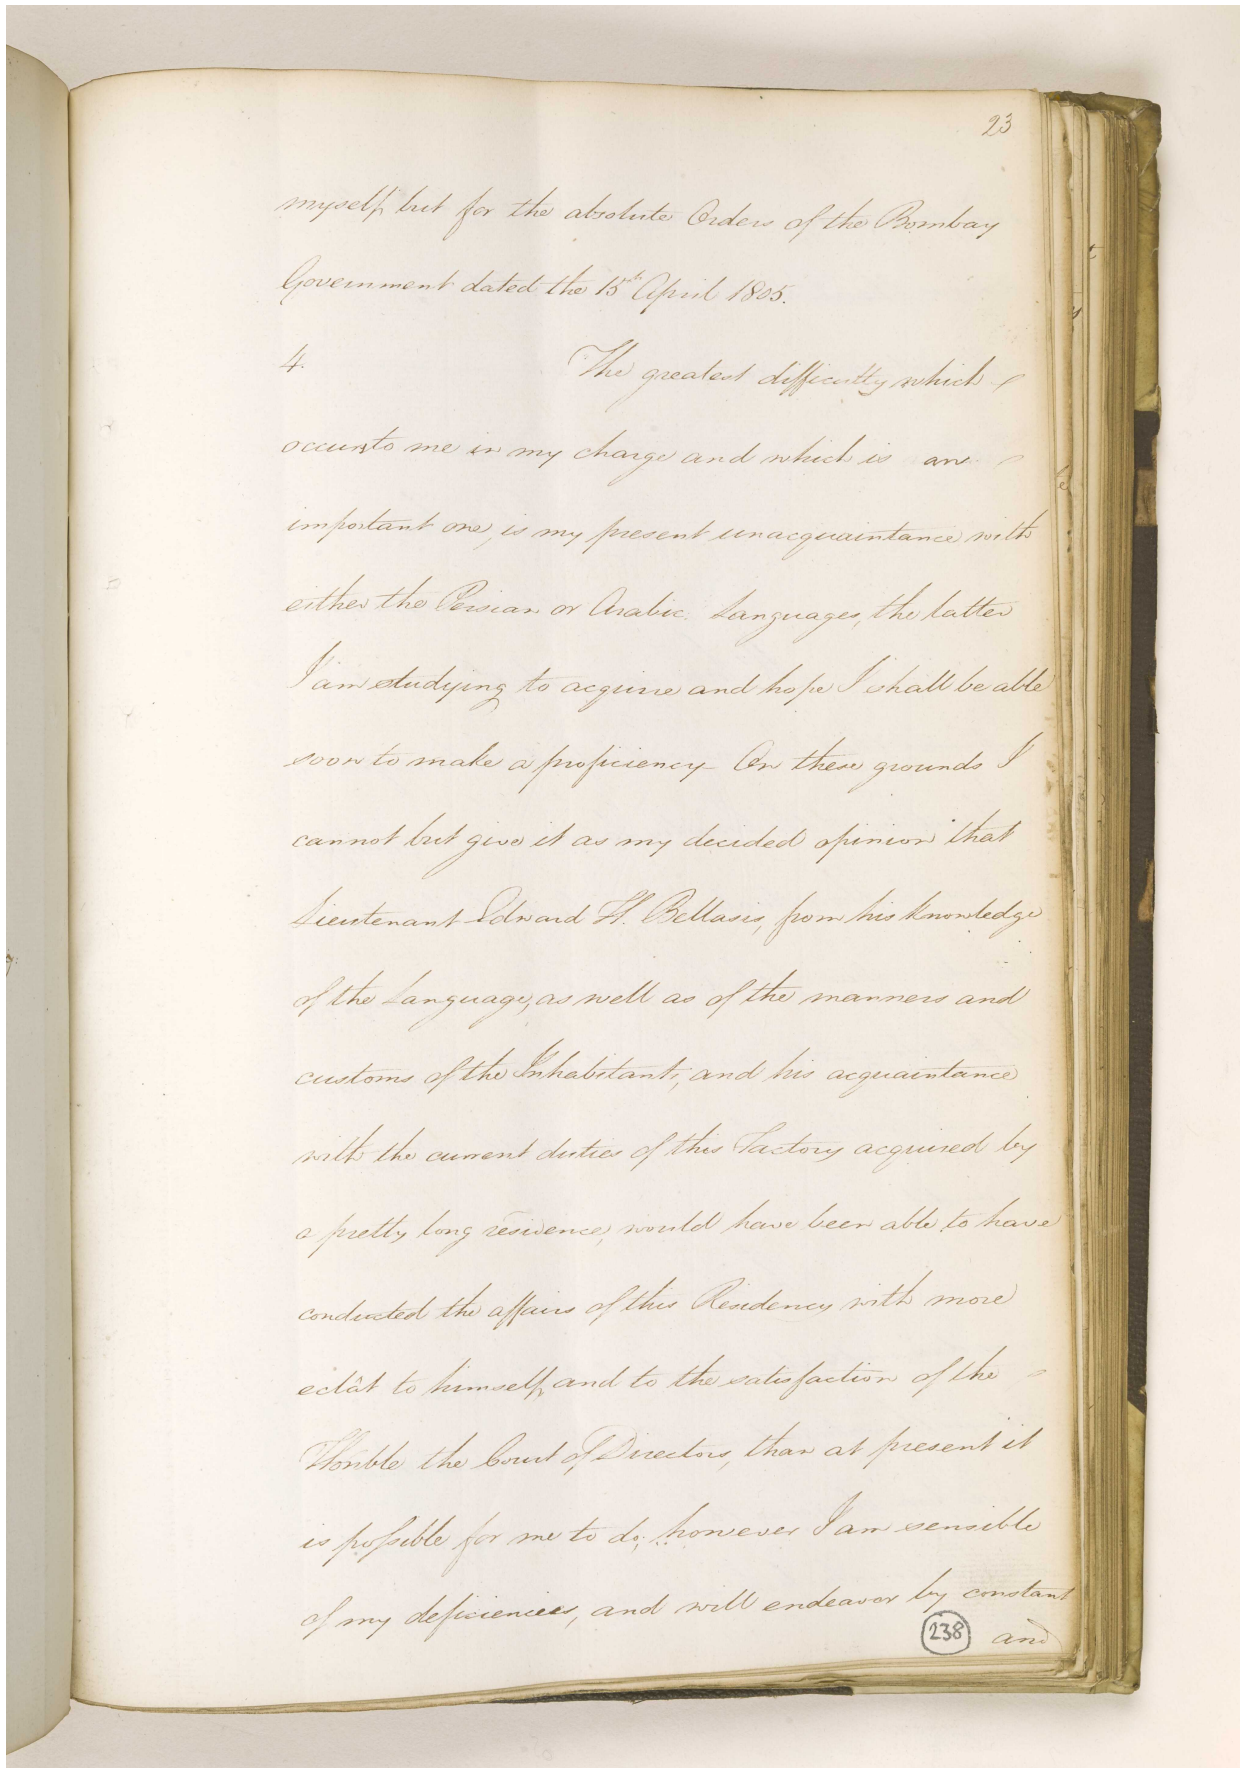 23
myself, but for the absolute Orders of the Bombay
Government dated the 15th April 1805.
4. The greatest difficulty which
occurs to me in my charge and which is an
important one, is my present unacquaintance with
either the Persian or Arabic Languages, the latter
I am studying to acquire and hope I shall be able
soon to make a proficiency On these grounds I
cannot but give it as my decided opinion that
Lieutenant Edward H. Bellasis, from his knowledge
of the Language, as well as of the manners and
customs of the Inhabitants, and his acquaintance
with the current duties of this Factory acquired by
a pretty long residence, would have been able to have
conducted the affairs of this Residency with more
eclât to himself, and to the satisfaction of the
Honble the Court of Directors, than at present it
is possible for me to do; however I am sensible
of my deficiencies, and will endeavor by constant
238 and